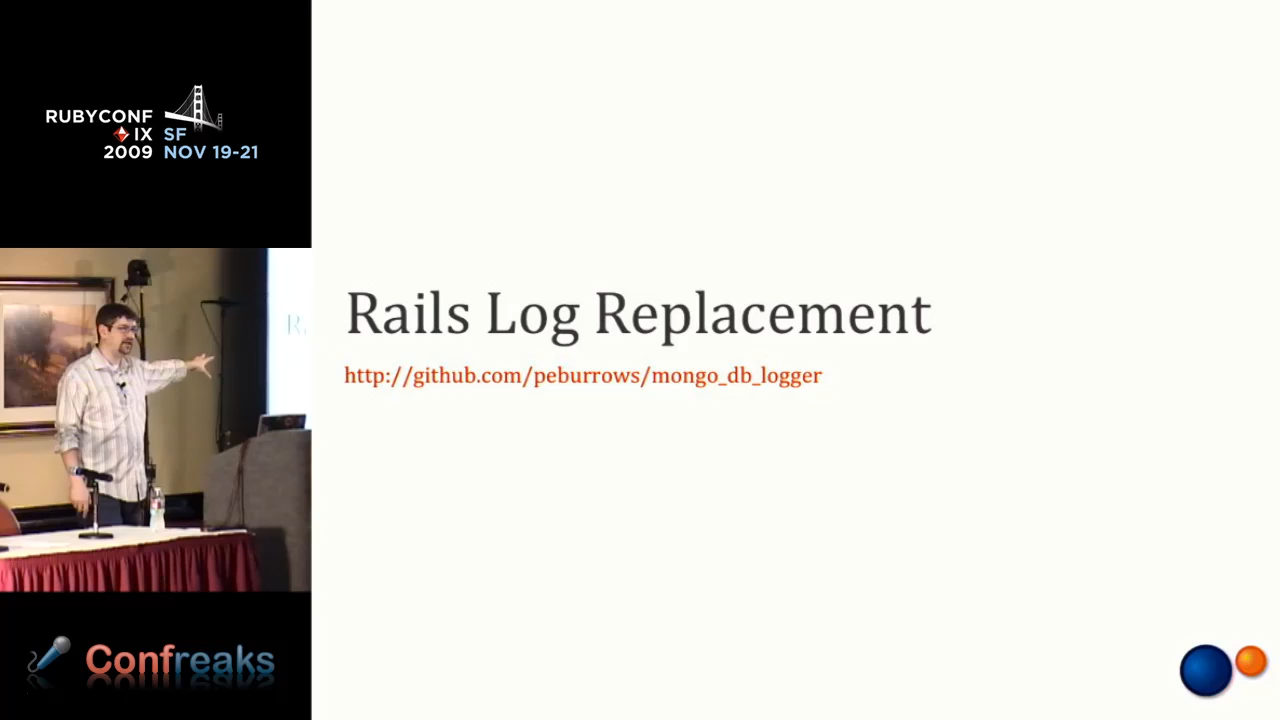 RUBYCONF
IX SF
2009 NOV 19-21
Rails Log Replacement
http://github.com/peburrows/mongo_db_logger
Confreaks